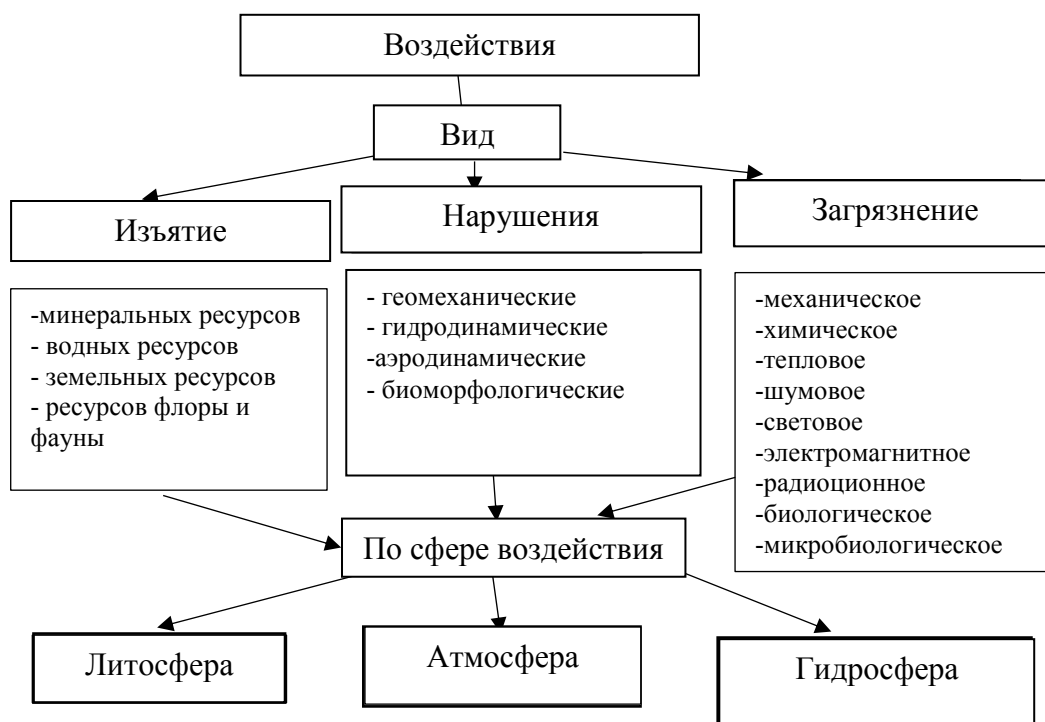 Воздействия
Вид
Изъятие
Нарушения
Загрязнение
-минеральных ресурсов
- водных ресурсов
- земельных ресурсов
- ресурсов флоры и
фауны
- геомеханические
- гидродинамические
-аэродинамические
- биоморфологические
-механическое
-химическое
-тепловое
-шумовое
-световое
-электромагнитное
-радиоционное
-биологическое
-микробиологическое
По сфере воздействия
Литосфера
Атмосфера
Гидросфера